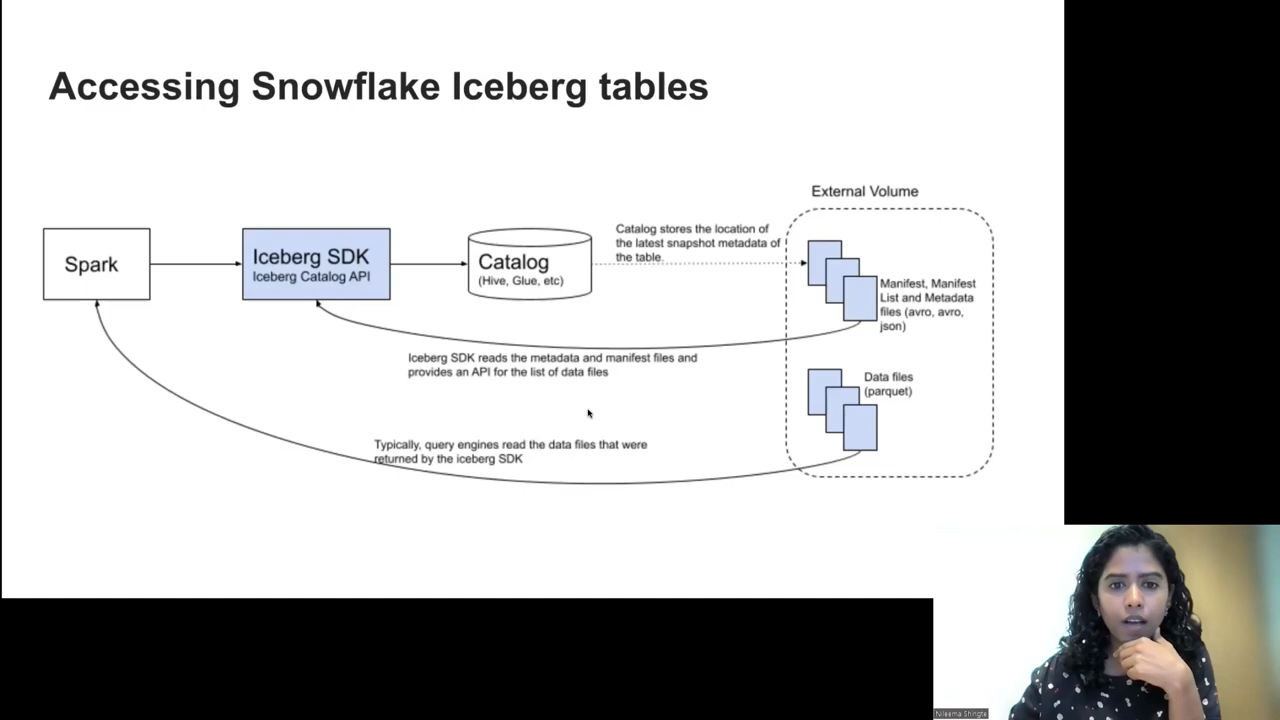 Accessing Snowflake Iceberg tables
External Volume
Spark
Iceberg SDK
Iceberg Catalog API
Catalog
(Hive, Glue, etc)
Catalog stores the location of
the latest snapshot metadata of
the table.
Manifest, Manifest
List and Metadata
files (avro, avro,
json)
Iceberg SDK reads the metadata and manifest files and
provides an API for the list of data files
Data files
(parquet)
Typically, query engines read the data files that were
returned by the iceberg SDK
Nileema Shingte